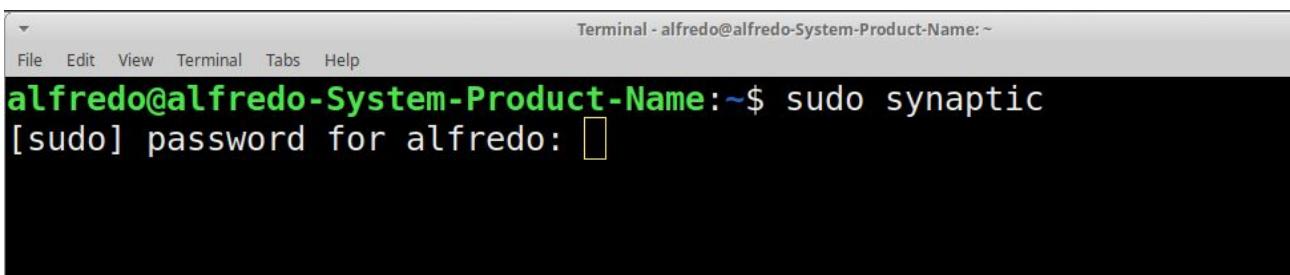 Terminal - alfredo@alfredo-System-Product-Name: ~
File Edit View Terminal Tabs Help
alfredo@alfredo-System-Product-Name:~$ sudo synaptic
[sudo] password for alfredo: